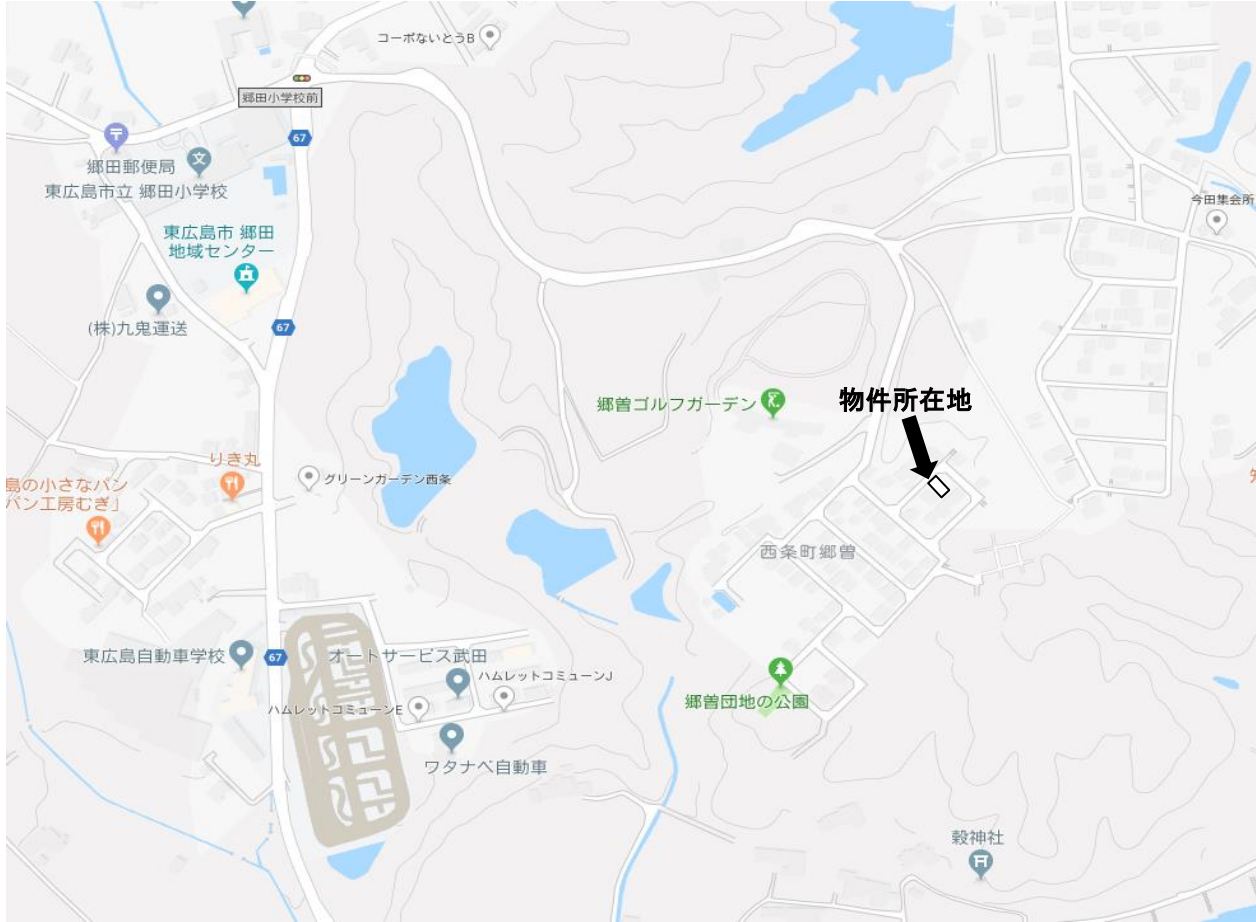 コーポないとうB
郷田小学校前
67
郷田郵便局
文
東広島市立 郷田小学校
今田集会所
東広島市 郷田
地域センター
(株)九鬼運送
67
物件所在地
郷曽ゴルフガーデン
りき丸
グリーンガーデン西条
島の小さなパン
パン工房むぎ」
西条町郷曽
東広島自動車学校
67
オートサービス武田
ハムレットコミューンJ
ハムレットコミューンE
郷曽団地の公園
ワタナベ自動車
穀神社